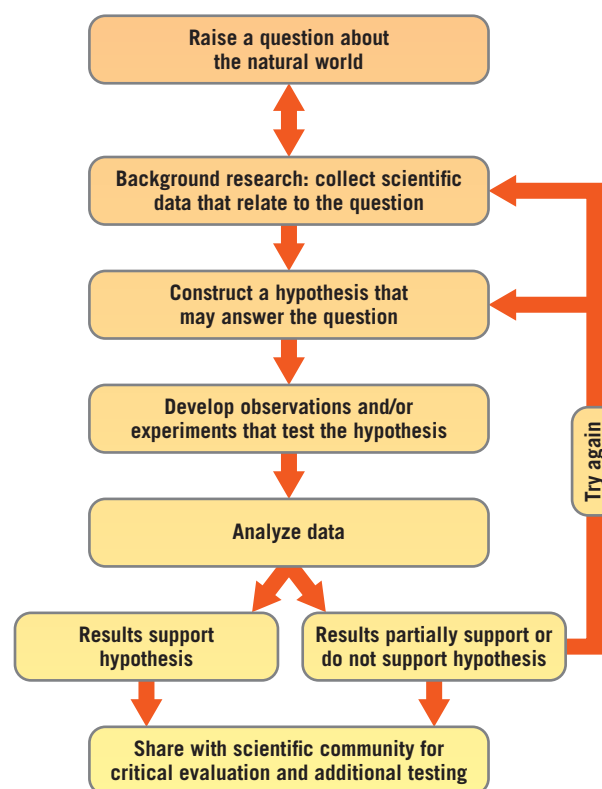 Raise a question about
the natural world
Background research: collect scientific
data that relate to the question
Construct a hypothesis that
may answer the question
Develop observations and/or
experiments that test the hypothesis
Try again
Analyze data
Results support
hypothesis
Results partially support or
do not support hypothesis
Share with scientific community for
critical evaluation and additional testing